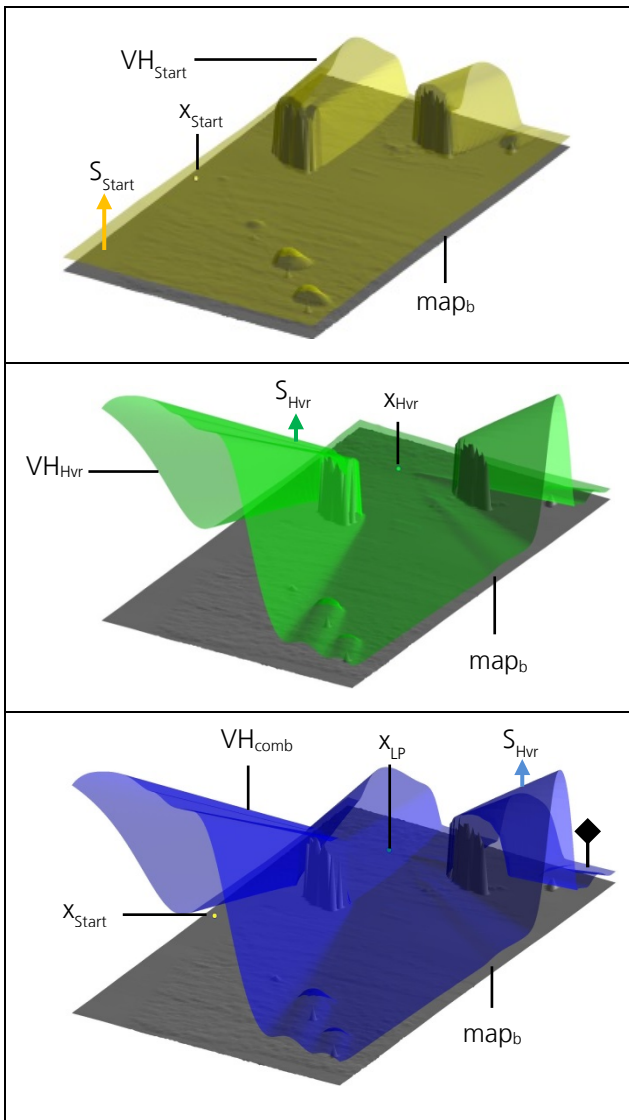 VH_Start
x_Start
S_Start
map_b
S_Hvr
x_Hvr
VH_Hvr
map_b
VH_comb
x_LP
S_Hvr
x_Start
map_b